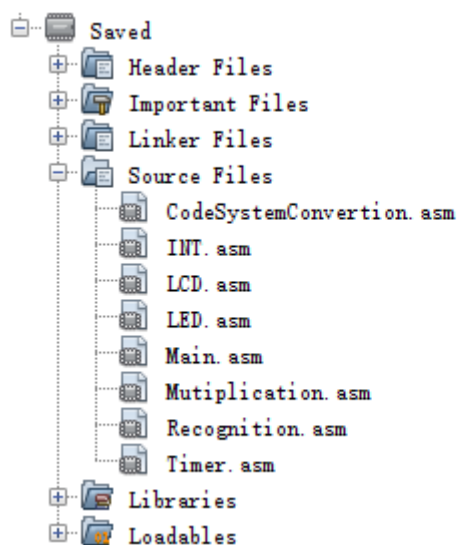 Saved
Header Files
Important Files
Linker Files
Source Files
CodeSystemConvertion.asm
INT.asm
LCD.asm
LED.asm
Main.asm
Mutiplication.asm
Recognition.asm
Timer.asm
Libraries
Loadables